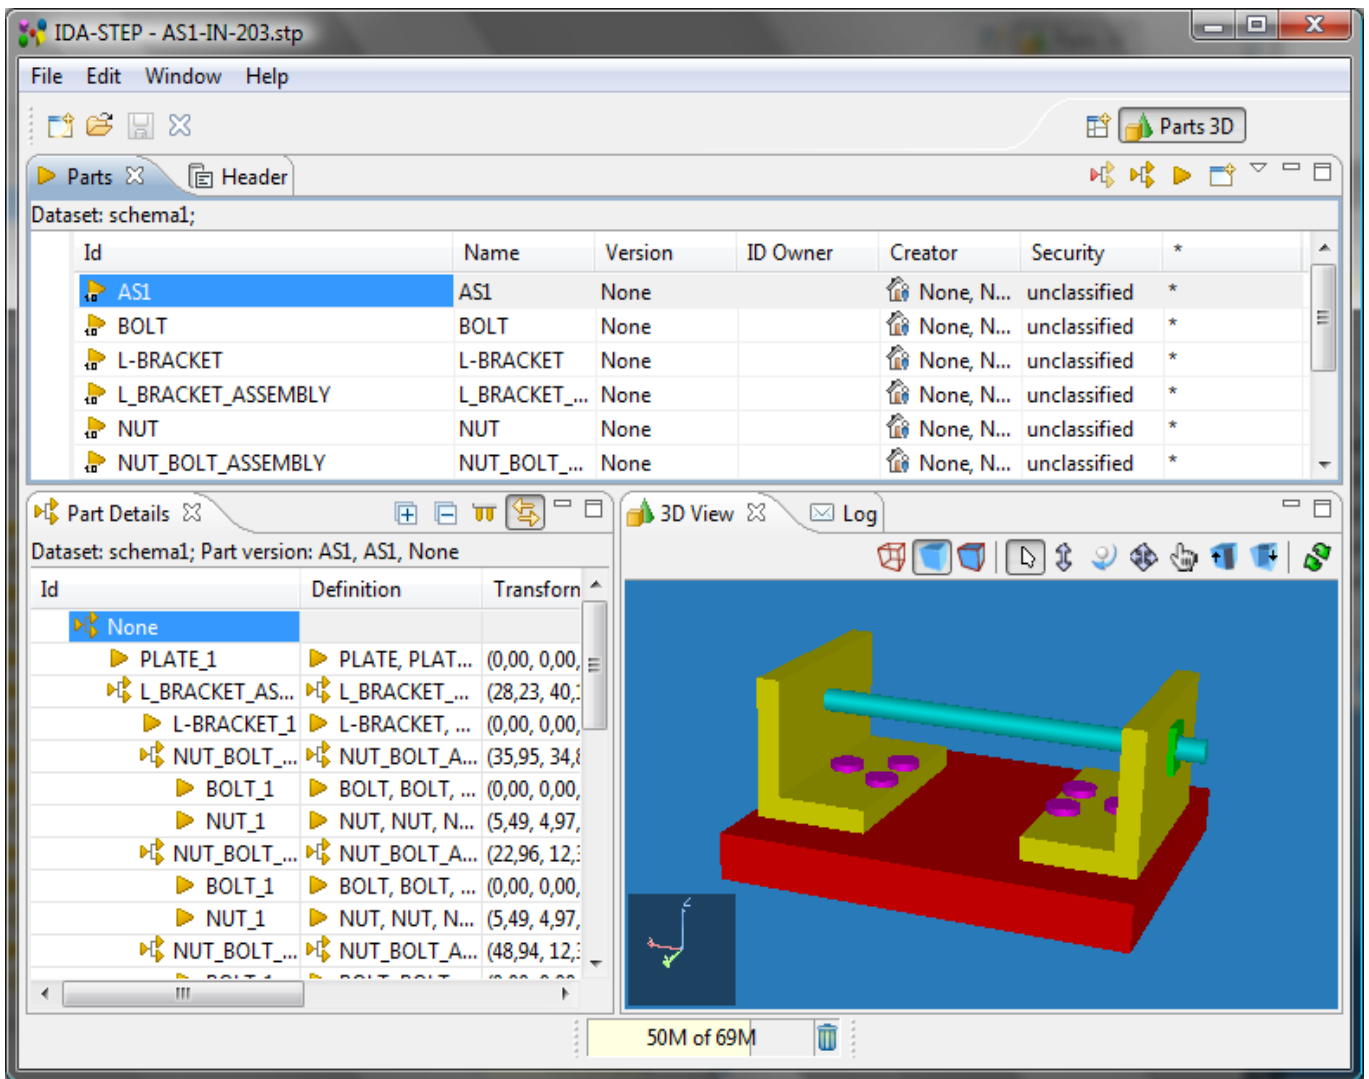 IDA-STEP - AS1-IN-203.stp
File Edit Window Help
Parts 3D
Parts Header
Dataset: schema1;
Id Name Version ID Owner Creator Security *
AS1 AS1 None None, N... unclassified *
BOLT BOLT None None, N... unclassified *
L-BRACKET L-BRACKET None None, N... unclassified *
L_BRACKET_ASSEMBLY L_BRACKET_... None None, N... unclassified *
NUT NUT None None, N... unclassified *
NUT_BOLT_ASSEMBLY NUT_BOLT_... None None, N... unclassified *
Part Details
Dataset: schema1; Part version: AS1, AS1, None
Id Definition Transform
None
PLATE_1 PLATE, PLAT... (0,00, 0,00,
L_BRACKET_AS... L_BRACKET_... (28,23, 40,1
L-BRACKET_1 L-BRACKET, ... (0,00, 0,00,
NUT_BOLT_... NUT_BOLT_A... (35,95, 34,8
BOLT_1 BOLT, BOLT, ... (0,00, 0,00,
NUT_1 NUT, NUT, N... (5,49, 4,97,
NUT_BOLT_... NUT_BOLT_A... (22,96, 12,3
BOLT_1 BOLT, BOLT, ... (0,00, 0,00,
NUT_1 NUT, NUT, N... (5,49, 4,97,
NUT_BOLT_... NUT_BOLT_A... (48,94, 12,3
3D View Log
50M of 69M